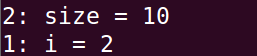 2: size = 10
1: i = 2